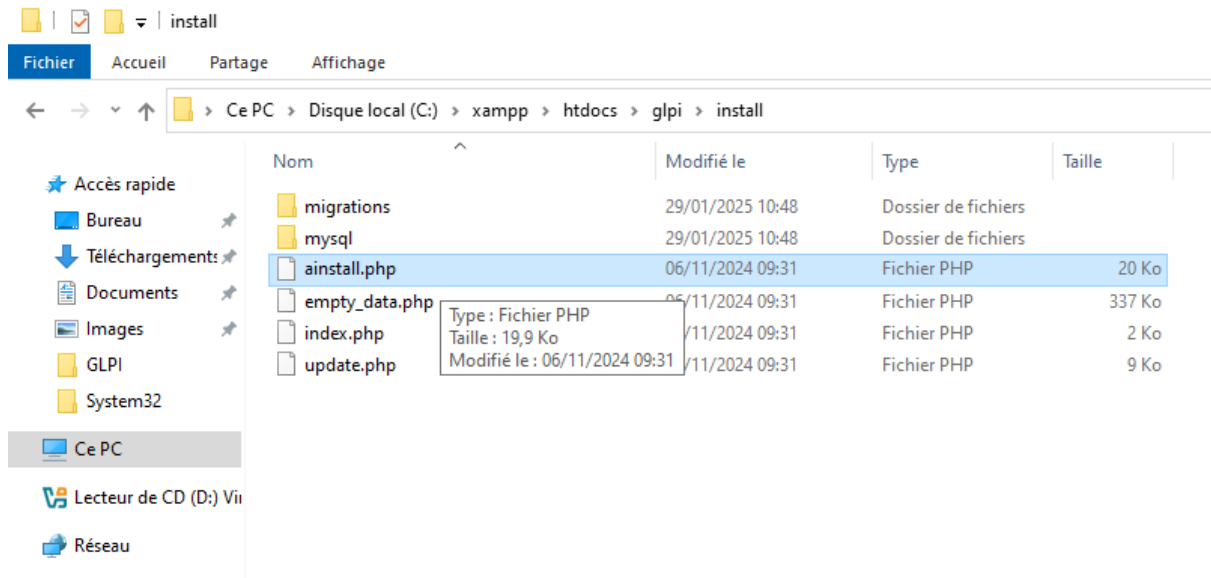 install
Fichier Accueil Partage Affichage
Ce PC > Disque local (C:) > xampp > htdocs > glpi > install
Nom Modifié le Type Taille
Accès rapide
Bureau
Téléchargements
Documents
Images
GLPI
System32
Ce PC
Lecteur de CD (D:)
Réseau
migrations 29/01/2025 10:48 Dossier de fichiers
mysql 29/01/2025 10:48 Dossier de fichiers
ainstall.php 06/11/2024 09:31 Fichier PHP 20 Ko
empty_data.php 06/11/2024 09:31 Fichier PHP 337 Ko
index.php /11/2024 09:31 Fichier PHP 2 Ko
update.php /11/2024 09:31 Fichier PHP 9 Ko
Type : Fichier PHP
Taille : 19,9 Ko
Modifié le : 06/11/2024 09:31